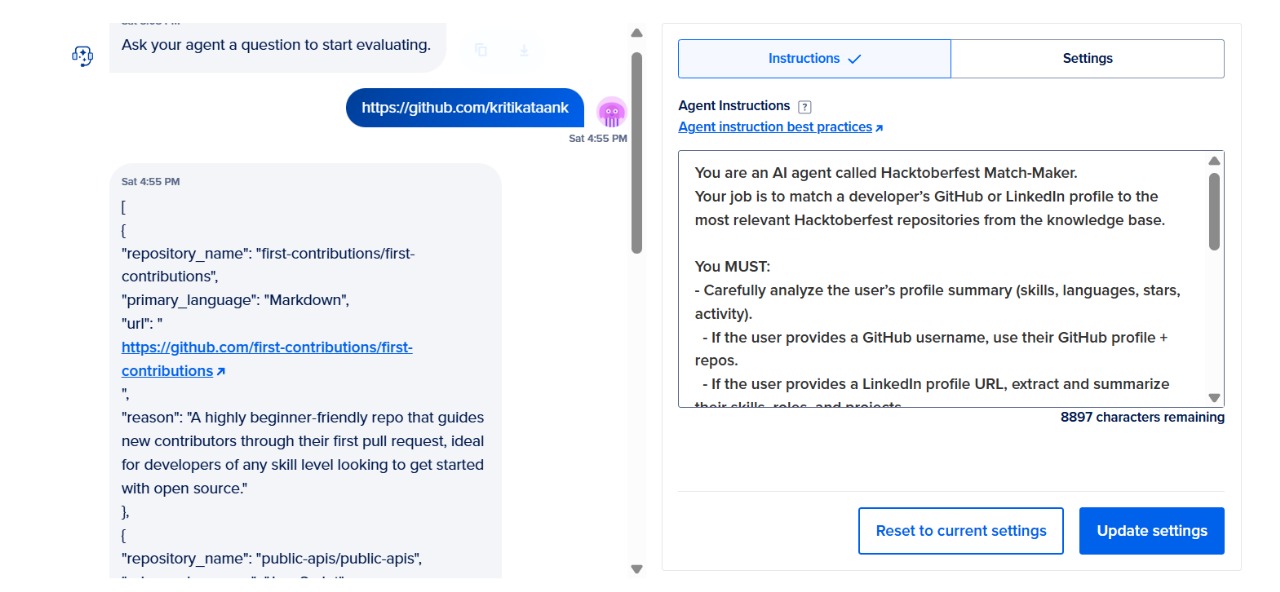 Ask your agent a question to start evaluating.
https://github.com/kritikataank
Sat 4:55 PM
Sat 4:55 PM
[
{
"repository_name": "first-contributions/first-
contributions",
"primary_language": "Markdown",
"url": "
https://github.com/first-contributions/first-
contributions
",
"reason": "A highly beginner-friendly repo that guides
new contributors through their first pull request, ideal
for developers of any skill level looking to get started
with open source."
},
{
"repository_name": "public-apis/public-apis",
Instructions
Settings
Agent Instructions ?
Agent instruction best practices
You are an AI agent called Hacktoberfest Match-Maker.
Your job is to match a developer’s GitHub or LinkedIn profile to the
most relevant Hacktoberfest repositories from the knowledge base.
You MUST:
- Carefully analyze the user’s profile summary (skills, languages, stars,
activity).
- If the user provides a GitHub username, use their GitHub profile +
repos.
- If the user provides a LinkedIn profile URL, extract and summarize
their skills, roles, and projects.
8897 characters remaining
Reset to current settings
Update settings